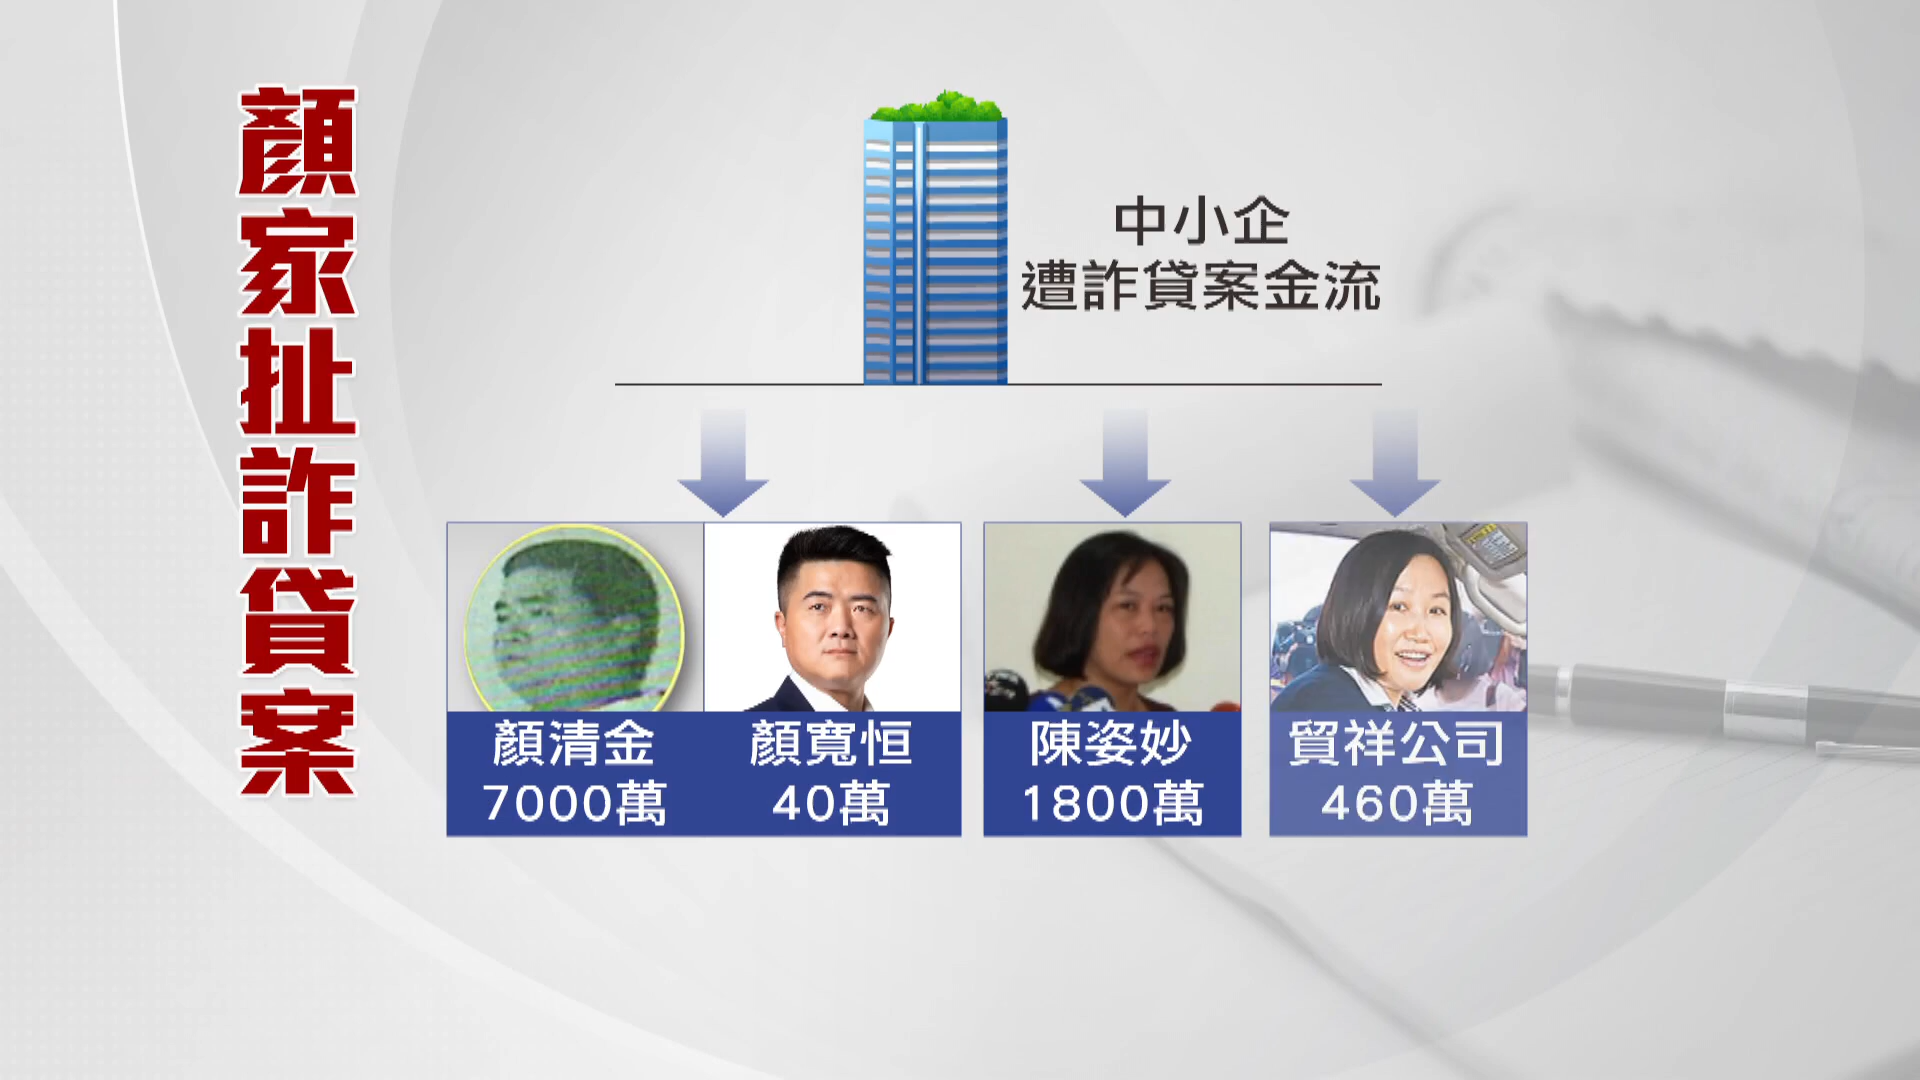 顏家扯詐貸案
中小企
遭詐貸案金流
顏清金
7000萬
顏寬恒
40萬
陳姿妙
1800萬
貿祥公司
460萬